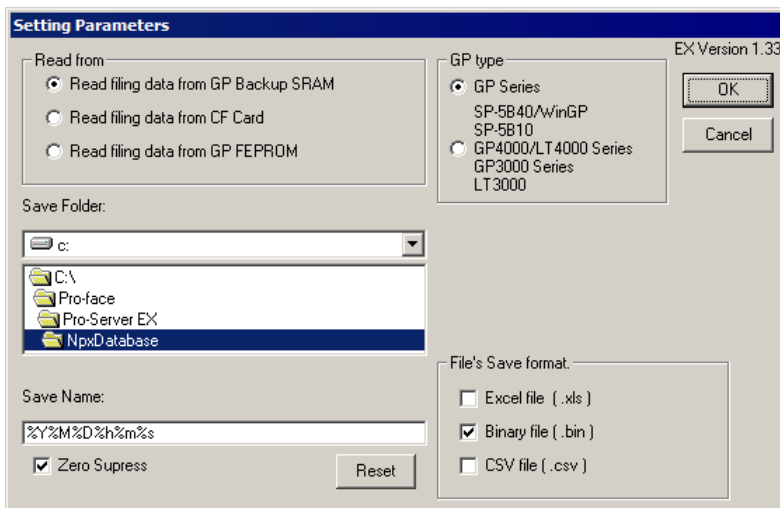 Setting Parameters
EX Version 1.33
Read from
Read filing data from GP Backup SRAM
Read filing data from CF Card
Read filing data from GP FEPROM
GP type
GP Series
SP-5B40/WinGP
SP-5B10
GP4000/LT4000 Series
GP3000 Series
LT3000
OK
Cancel
Save Folder:
c:
C:\
Pro-face
Pro-Server EX
NpxDatabase
Save Name:
%Y%M%D%h%m%s
Zero Supress
Reset
File's Save format.
Excel file ( .xls )
Binary file ( .bin )
CSV file ( .csv )